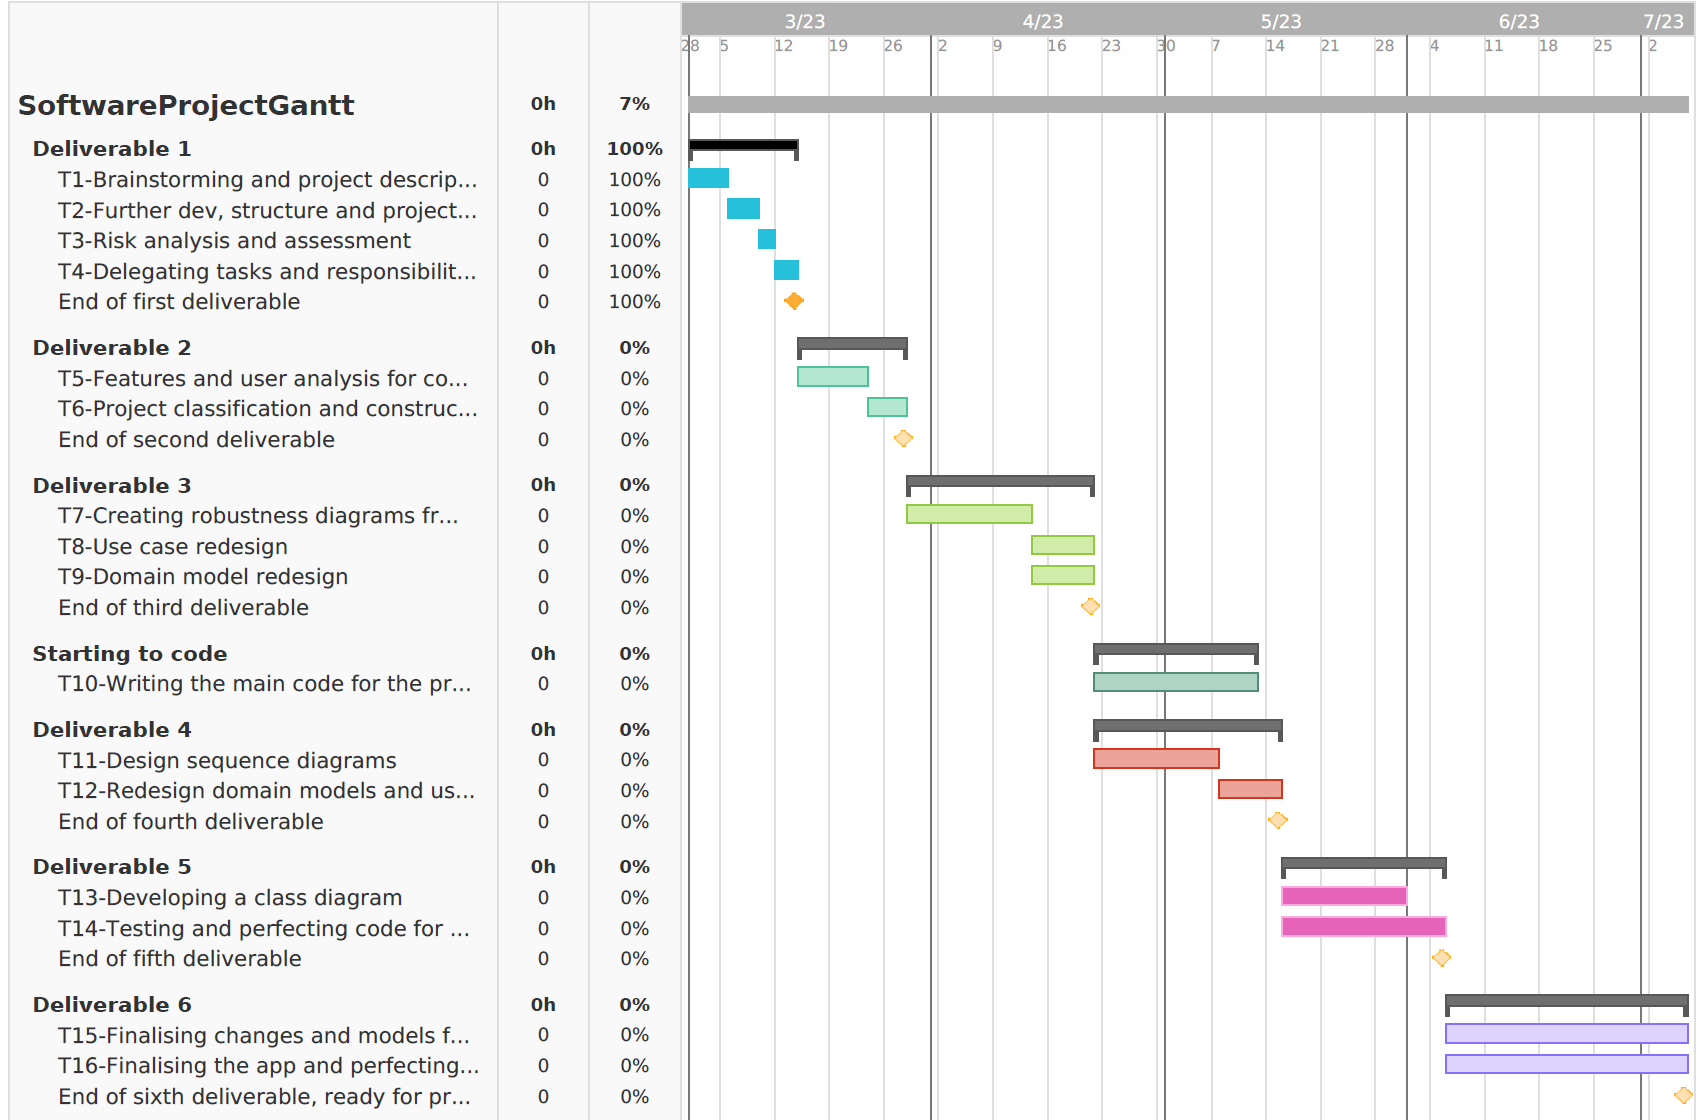 3/23 4/23 5/23 6/23 7/23
28 5 12 19 26 2 9 16 23 30 7 14 21 28 4 11 18 25 2
SoftwareProjectGantt 0h 7%
Deliverable 1 0h 100%
T1-Brainstorming and project descrip... 0 100%
T2-Further dev, structure and project... 0 100%
T3-Risk analysis and assessment 0 100%
T4-Delegating tasks and responsibilit... 0 100%
End of first deliverable 0 100%
Deliverable 2 0h 0%
T5-Features and user analysis for co... 0 0%
T6-Project classification and construc... 0 0%
End of second deliverable 0 0%
Deliverable 3 0h 0%
T7-Creating robustness diagrams fr... 0 0%
T8-Use case redesign 0 0%
T9-Domain model redesign 0 0%
End of third deliverable 0 0%
Starting to code 0h 0%
T10-Writing the main code for the pr... 0 0%
Deliverable 4 0h 0%
T11-Design sequence diagrams 0 0%
T12-Redesign domain models and us... 0 0%
End of fourth deliverable 0 0%
Deliverable 5 0h 0%
T13-Developing a class diagram 0 0%
T14-Testing and perfecting code for ... 0 0%
End of fifth deliverable 0 0%
Deliverable 6 0h 0%
T15-Finalising changes and models f... 0 0%
T16-Finalising the app and perfecting... 0 0%
End of sixth deliverable, ready for pr... 0 0%